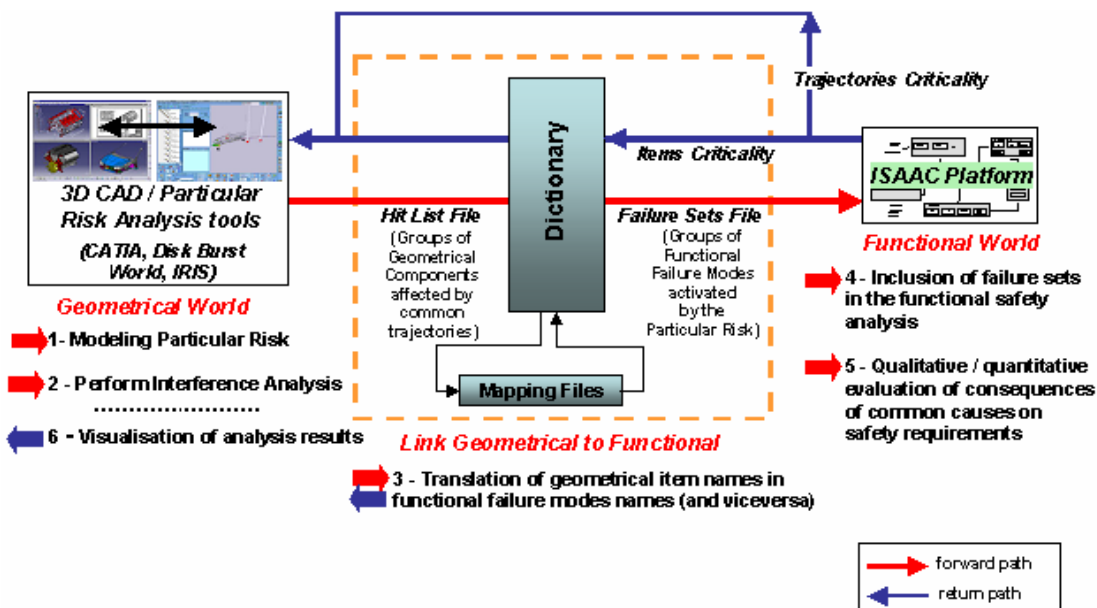 Trajectories Criticality
Items Criticality
3D CAD / Particular
Risk Analysis tools
(CATIA, Disk Burst
World, IRIS)
Geometrical World
1- Modeling Particular Risk
2 - Perform Interference Analysis
......................
6 - Visualisation of analysis results
Hit List File
(Groups of
Geometrical
Components
affected by
common
trajectories)
Dictionary
Failure Sets File
(Groups of
Functional
Failure Modes
activated
by the
Particular Risk)
Mapping Files
Link Geometrical to Functional
3 - Translation of geometrical item names in
functional failure modes names (and viceversa)
ISAAC Platform
Functional World
4 - Inclusion of failure sets
in the functional safety
analysis
5 - Qualitative / quantitative
evaluation of consequences
of common causes on
safety requirements
forward path
return path